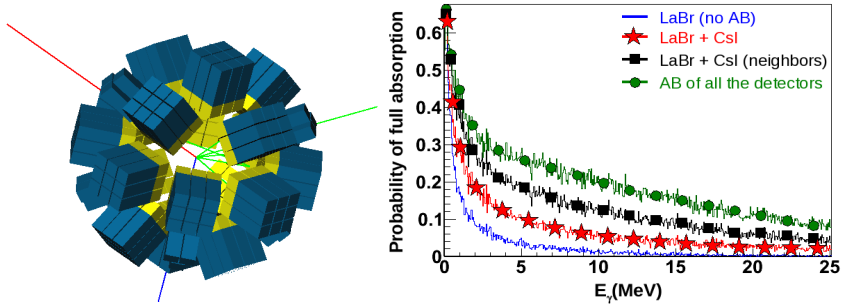 Probability of full absorption
0.6
0.5
0.4
0.3
0.2
0.1
0
LaBr (no AB)
LaBr + CsI
LaBr + CsI (neighbors)
AB of all the detectors
0 5 10 15 20 25
Eγ(MeV)